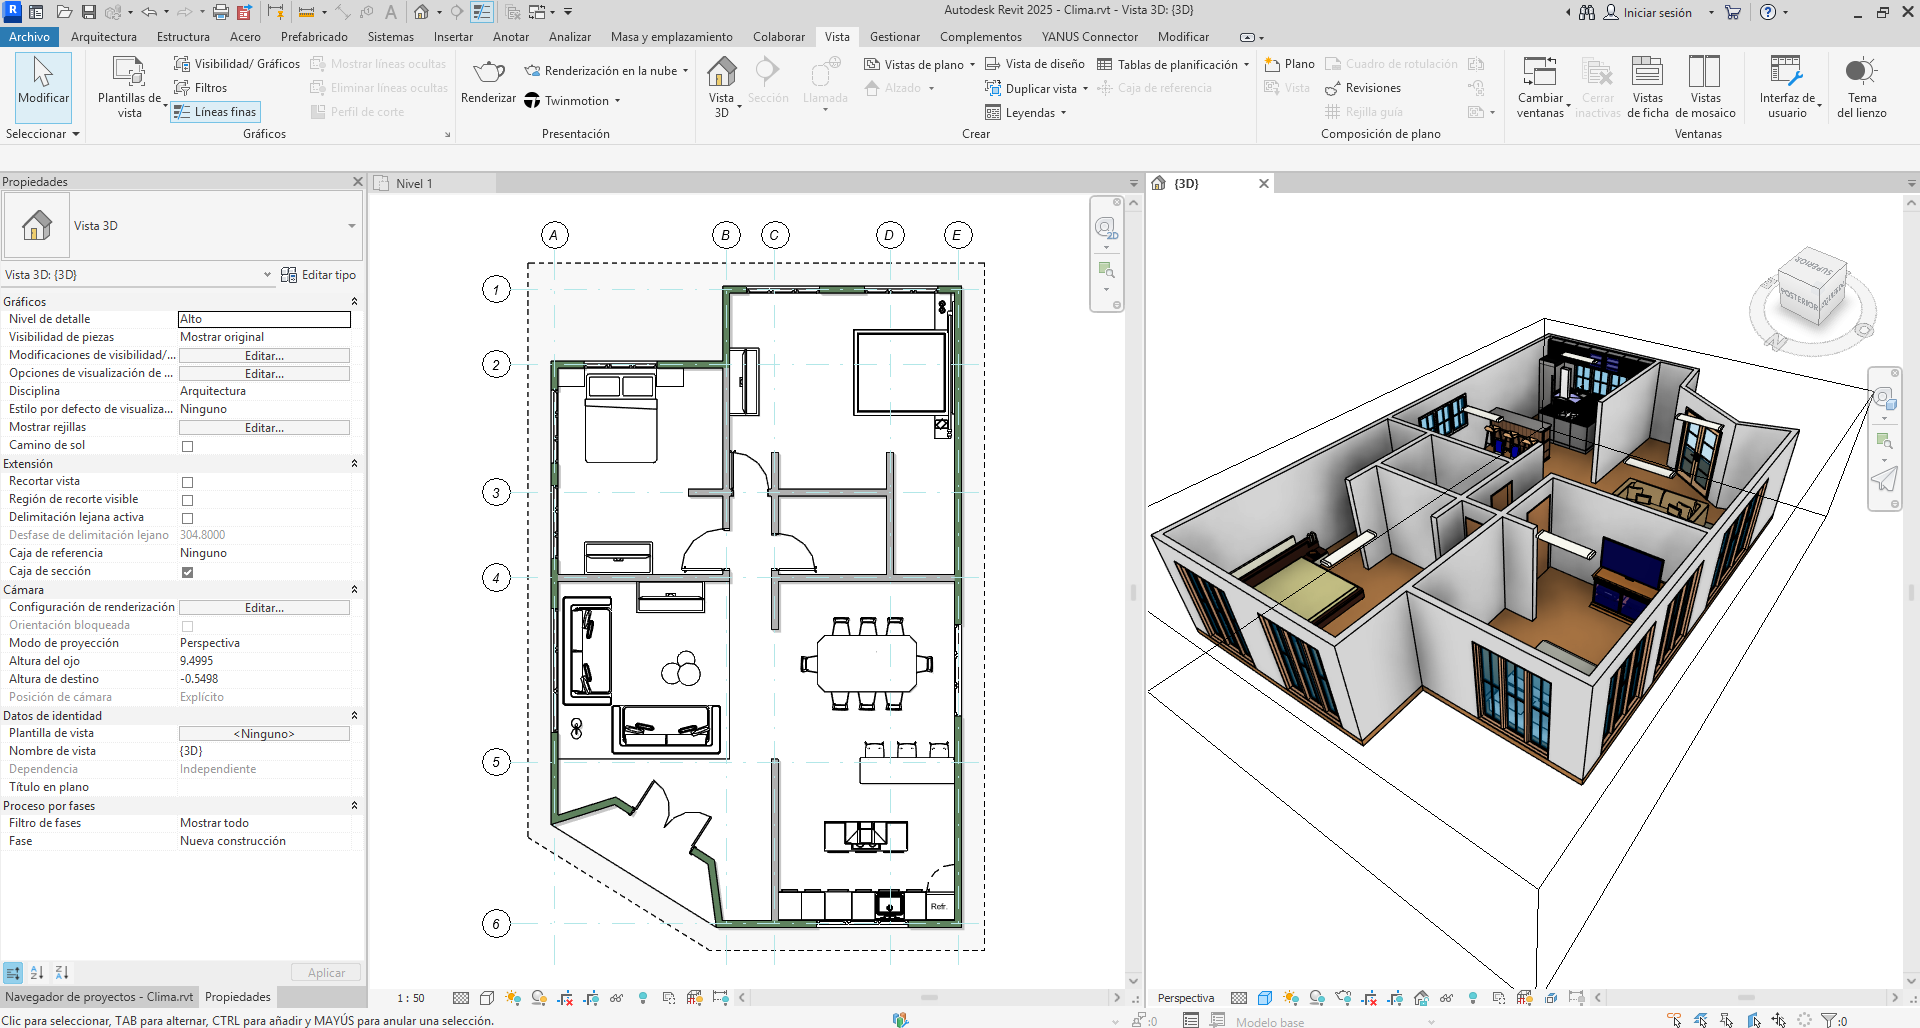 Autodesk Revit 2025 - Clima.rvt - Vista 3D: {3D}
Iniciar sesión
Archivo Arquitectura Estructura Acero Prefabricado Sistemas Insertar Anotar Analizar Masa y emplazamiento Colaborar Vista Gestionar Complementos YANUS Connector Modificar
Modificar
Seleccionar
Plantillas de vista
Visibilidad/ Gráficos
Filtros
Líneas finas
Mostrar líneas ocultas
Eliminar líneas ocultas
Perfil de corte
Gráficos
Renderizar
Renderización en la nube
Twinmotion
Presentación
Vista 3D
Sección
Llamada
Vistas de plano
Alzado
Vista de diseño
Duplicar vista
Leyendas
Tablas de planificación
Caja de referencia
Crear
Plano
Vista
Cuadro de rotulación
Revisiones
Rejilla guía
Composición de plano
Cambiar ventanas
Cerrar inactivas
Vistas de ficha
Vistas de mosaico
Interfaz de usuario
Tema del lienzo
Ventanas
Propiedades
Vista 3D
Vista 3D: {3D}
Editar tipo
Gráficos
Nivel de detalle Alto
Visibilidad de piezas Mostrar original
Modificaciones de visibilidad/... Editar...
Opciones de visualización de ... Editar...
Disciplina Arquitectura
Estilo por defecto de visualiza... Ninguno
Mostrar rejillas Editar...
Camino de sol
Extensión
Recortar vista
Región de recorte visible
Delimitación lejana activa
Desfase de delimitación lejano 304.8000
Caja de referencia Ninguno
Caja de sección
Cámara
Configuración de renderización Editar...
Orientación bloqueada
Modo de proyección Perspectiva
Altura del ojo 9.4995
Altura de destino -0.5498
Posición de cámara Explícito
Datos de identidad
Plantilla de vista <Ninguno>
Nombre de vista {3D}
Dependencia Independiente
Título en plano
Proceso por fases
Filtro de fases Mostrar todo
Fase Nueva construcción
Aplicar
Navegador de proyectos - Clima.rvt Propiedades
Clic para seleccionar, TAB para alternar, CTRL para añadir y MAYÚS para anular una selección.
Nivel 1
A B C D E
1
2
3
4
5
6
Refr.
2D
1 : 50
{3D}
SUPERIOR
POSTERIOR
N
Perspectiva
:0
Modelo base
:0